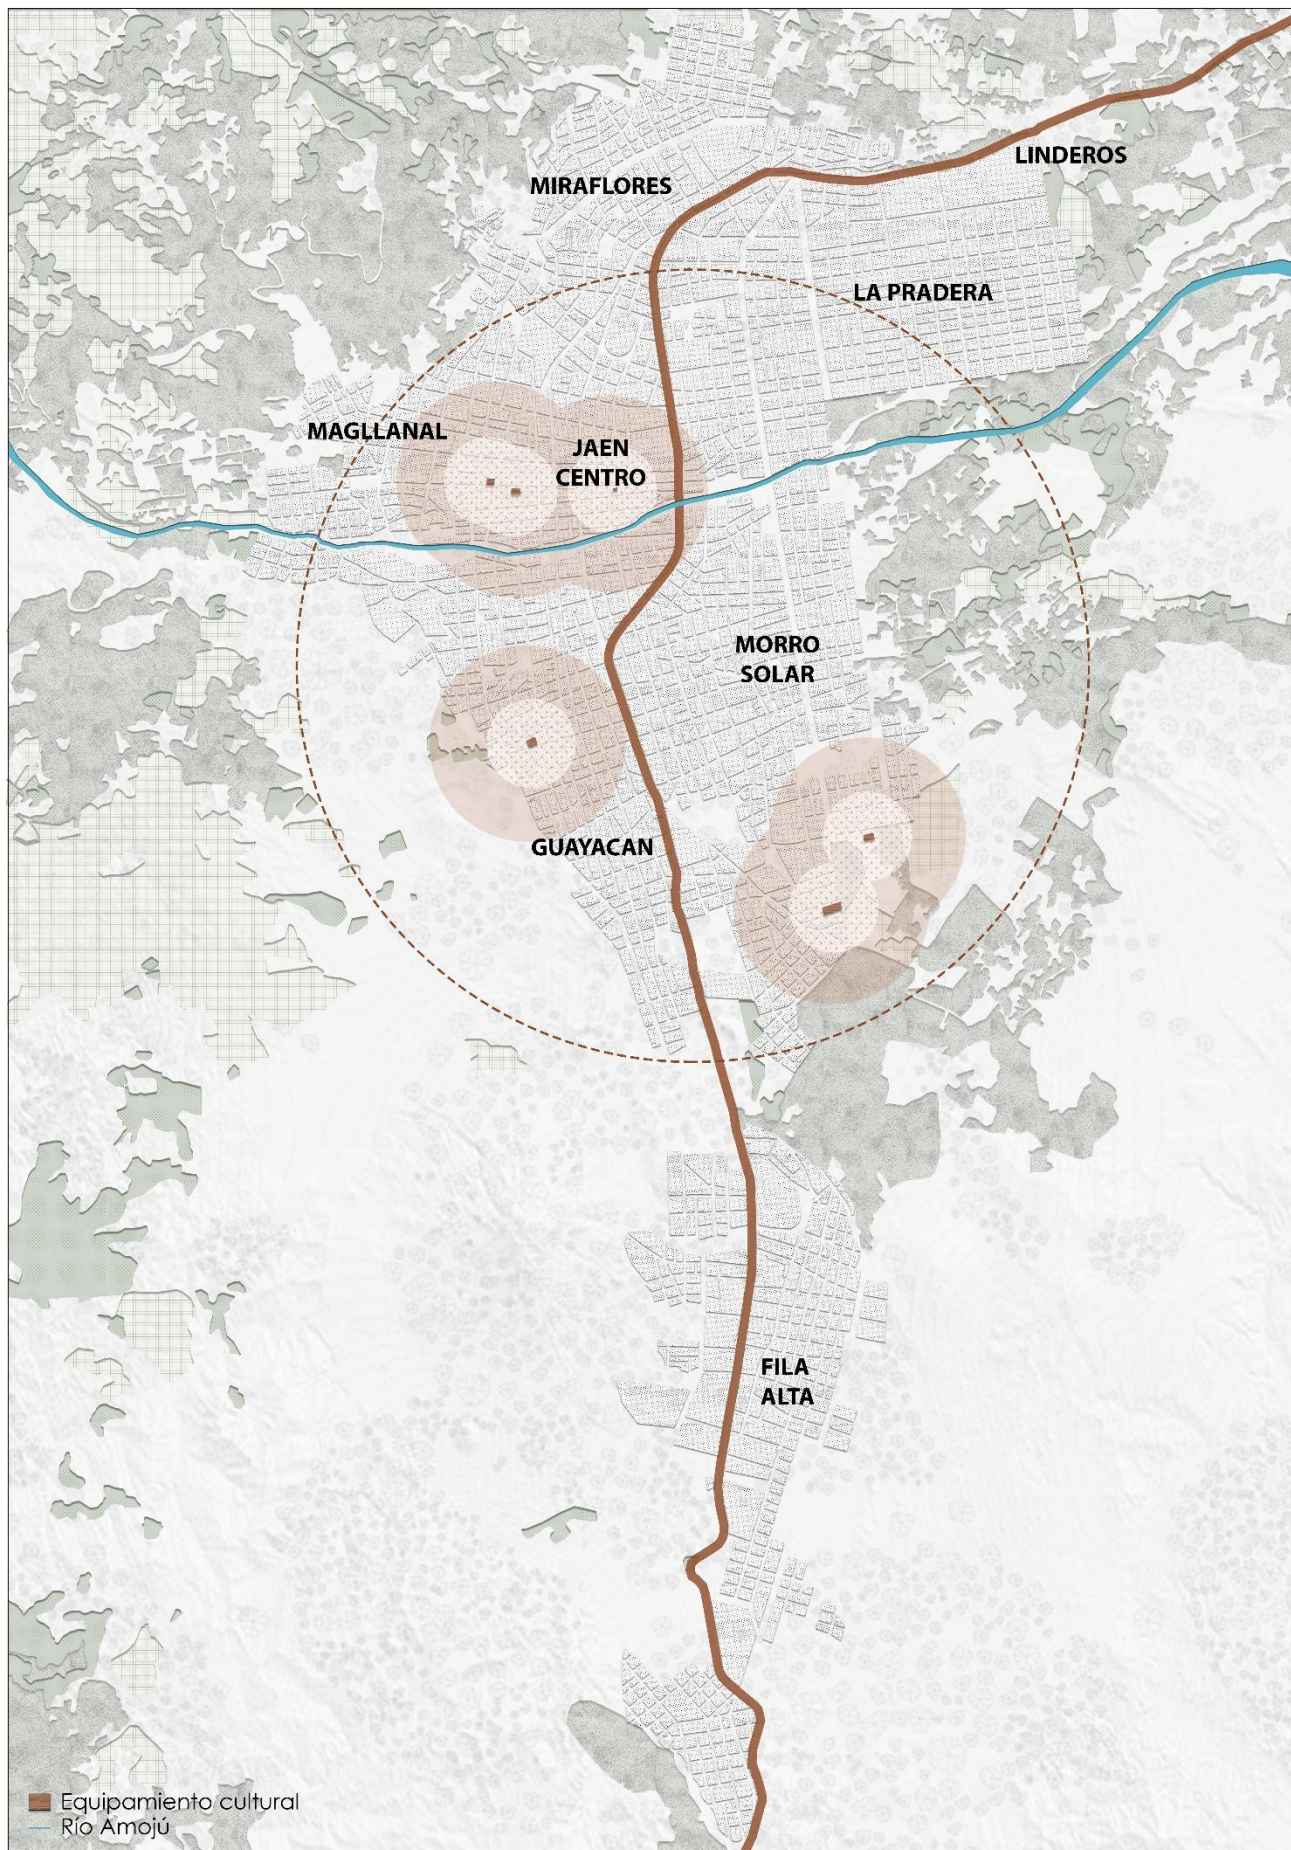 LINDEROS
MIRAFLORES
LA PRADERA
MAGLLANAL
JAEN
CENTRO
MORRO
SOLAR
GUAYACAN
FILA
ALTA
Equipamiento cultural
Río Amojú